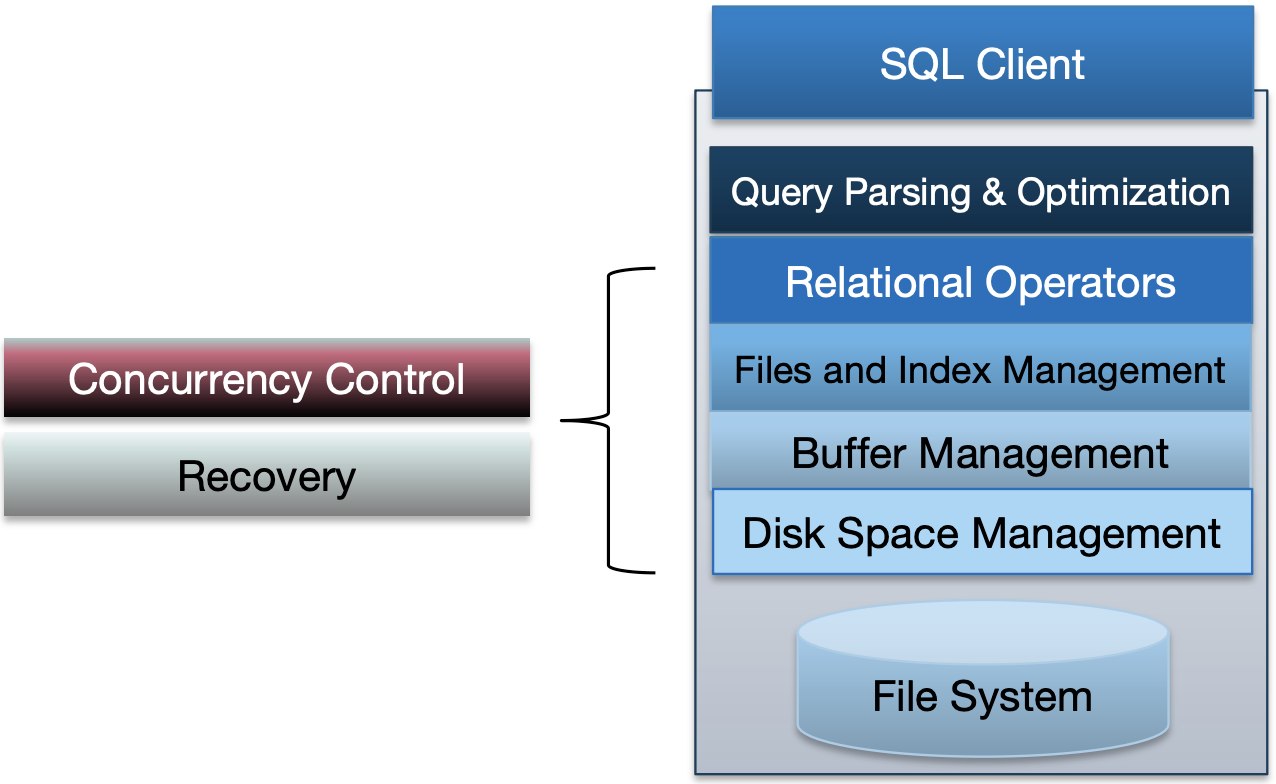 SQL Client
Query Parsing & Optimization
Relational Operators
Files and Index Management
Buffer Management
Disk Space Management
File System
Concurrency Control
Recovery